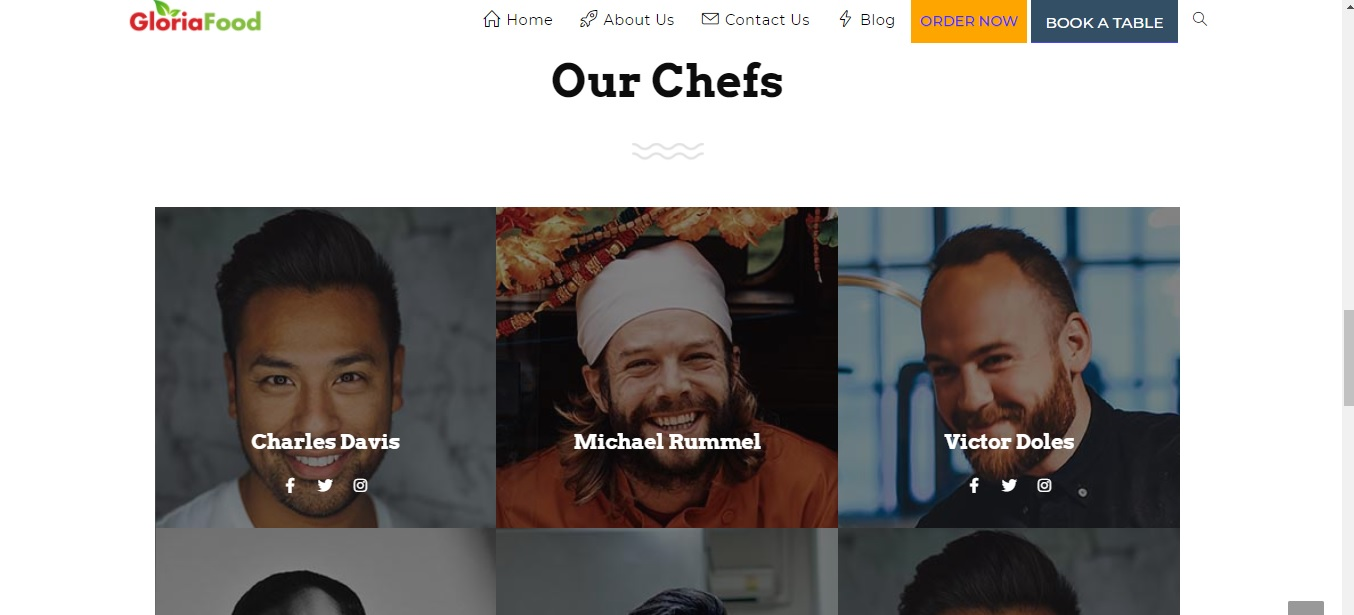 GloriaFood
Home About Us Contact Us Blog ORDER NOW BOOK A TABLE
Our Chefs
Charles Davis Michael Rummel Victor Doles